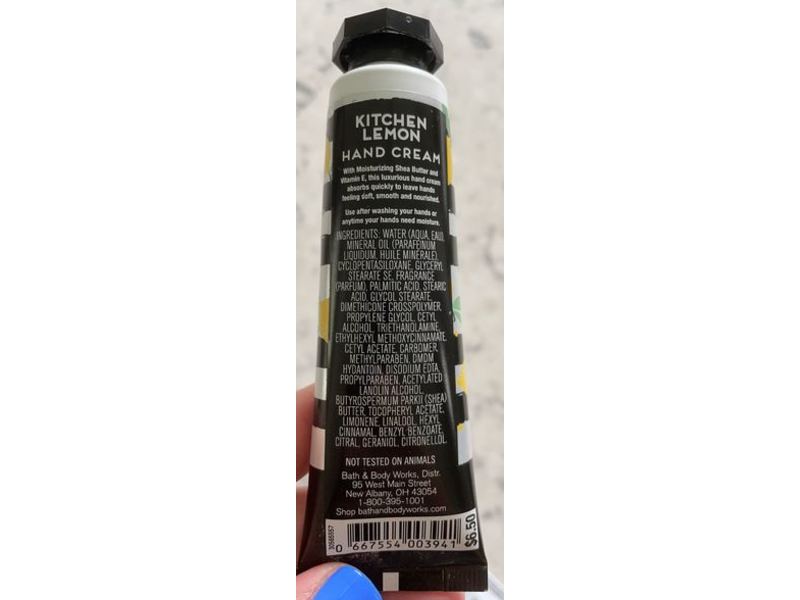 KITCHEN
LEMON
HAND CREAM
With Moisturizing Shea Butter and
Vitamin E, this luxurious hand cream
absorbs quickly to leave hands
feeling soft, smooth and nourished.
Use after washing your hands or
anytime your hands need moisture.
INGREDIENTS: WATER (AQUA, EAU),
MINERAL OIL (PARAFFINUM
LIQUIDUM, HUILE MINERALE),
CYCLOPENTASILOXANE, GLYCERYL
STEARATE SE, FRAGRANCE
(PARFUM), PALMITIC ACID, STEARIC
ACID, GLYCOL STEARATE,
DIMETHICONE CROSSPOLYMER,
PROPYLENE GLYCOL, CETYL
ALCOHOL, TRIETHANOLAMINE,
ETHYLHEXYL METHOXYCINNAMATE,
CETYL ACETATE, CARBOMER,
METHYLPARABEN, DMDM
HYDANTOIN, DISODIUM EDTA,
PROPYLPARABEN, ACETYLATED
LANOLIN ALCOHOL,
BUTYROSPERMUM PARKII (SHEA)
BUTTER, TOCOPHERYL ACETATE,
LIMONENE, LINALOOL, HEXYL
CINNAMAL, BENZYL BENZOATE,
CITRAL, GERANIOL, CITRONELLOL.
NOT TESTED ON ANIMALS
Bath & Body Works, Distr.
95 West Main Street
New Albany, OH 43054
1-800-395-1001
Shop bathandbodyworks.com
0 667554 003941
$6.50